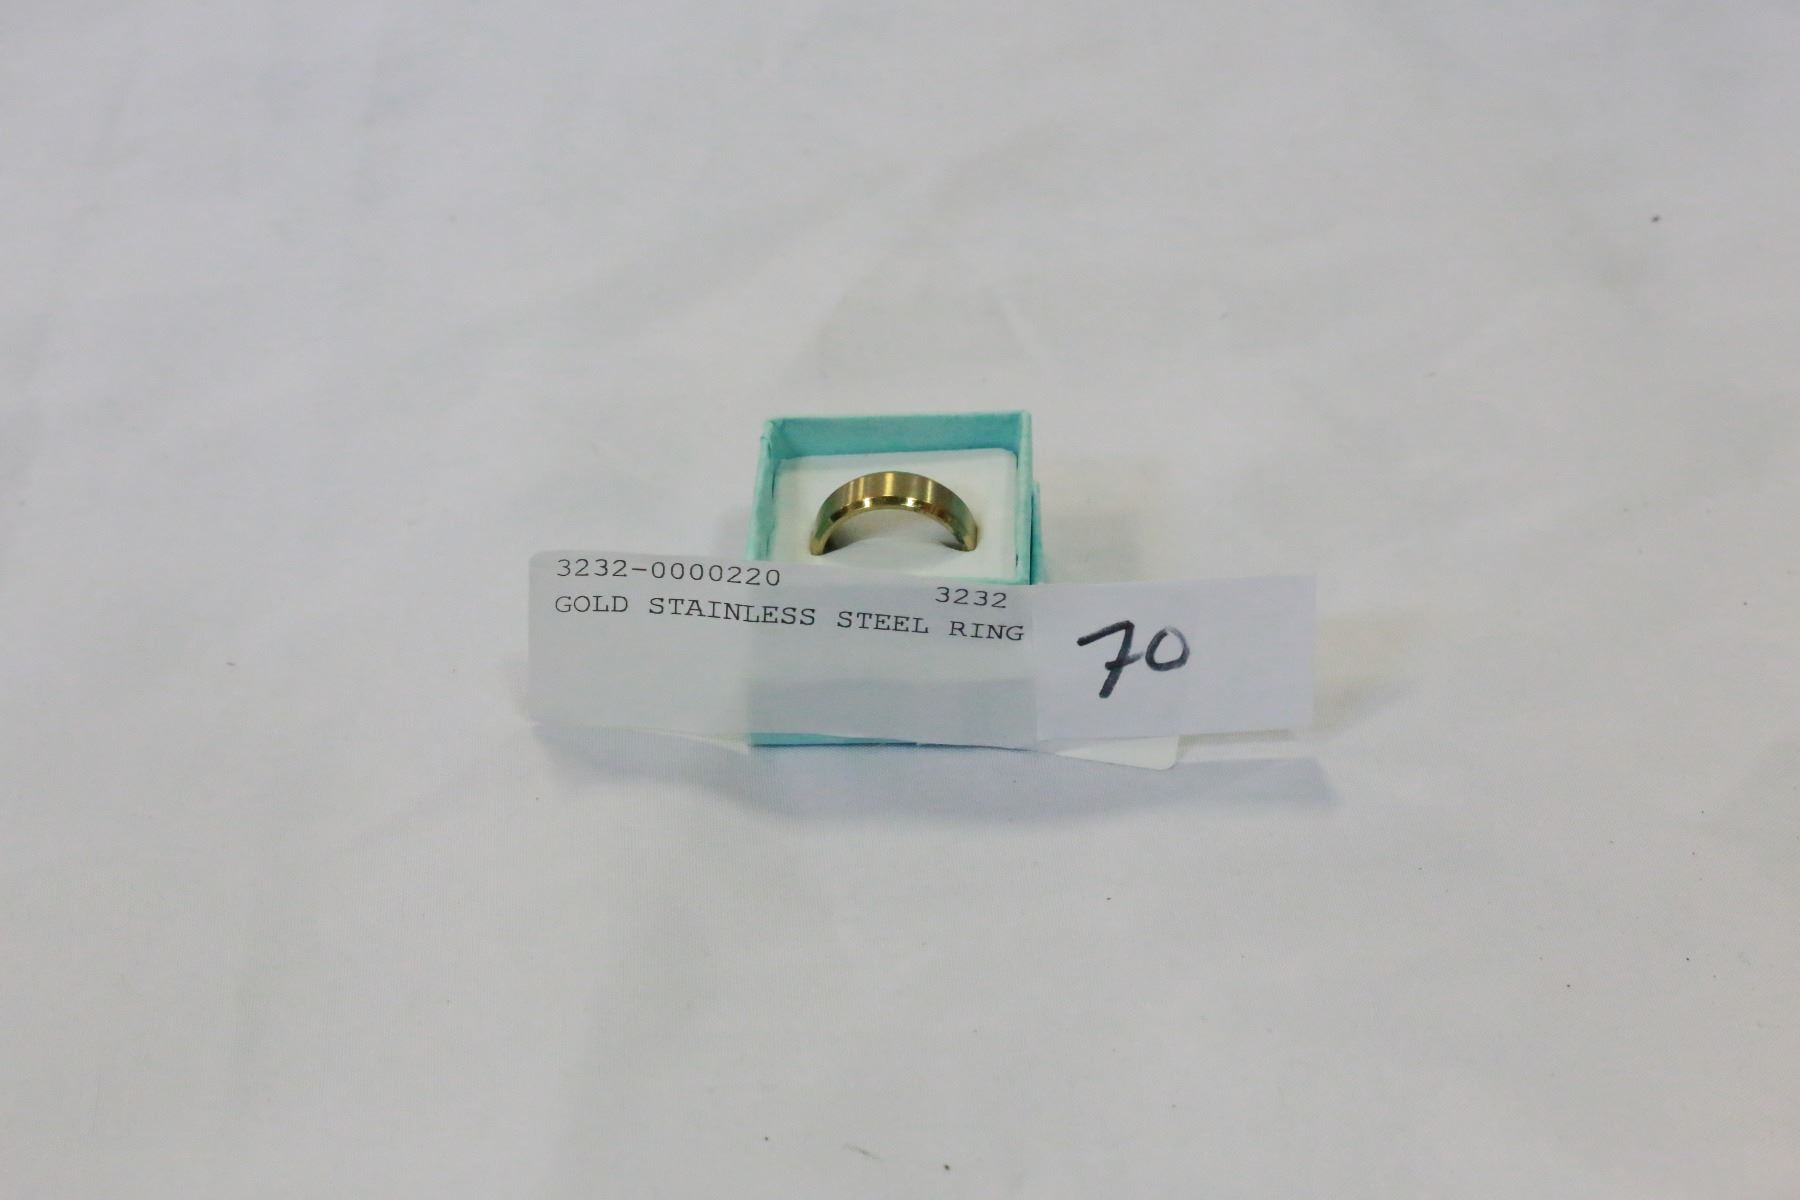 3232-0000220
3232
GOLD STAINLESS STEEL RING
70